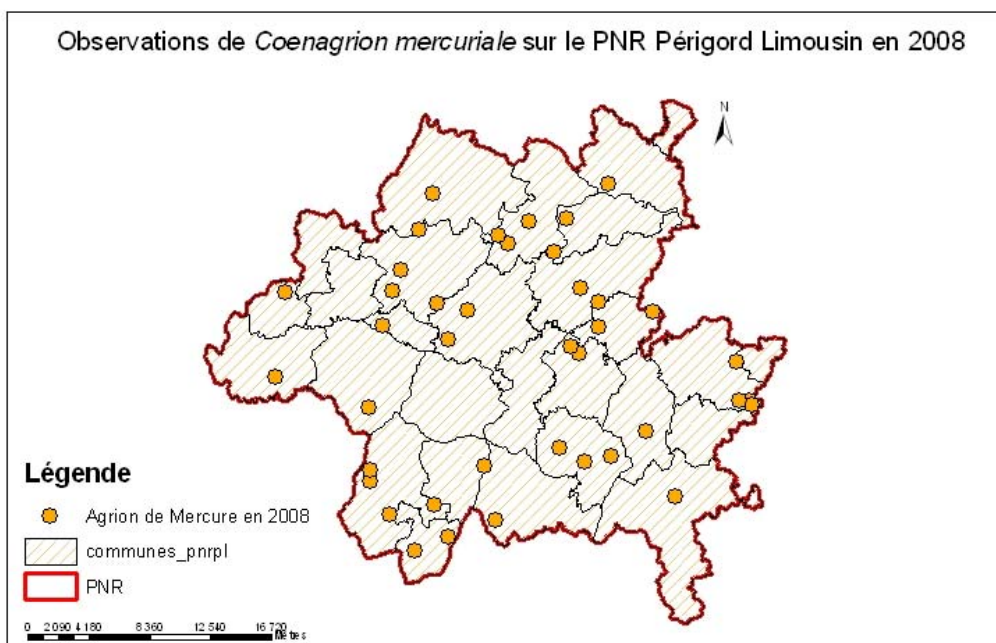 Observations de Coenagrion mercuriale sur le PNR Périgord Limousin en 2008
N
Légende
Agrion de Mercure en 2008
communes_pnrpl
PNR
0 2 090 4 180 8 360 12 540 16 720
Mètres